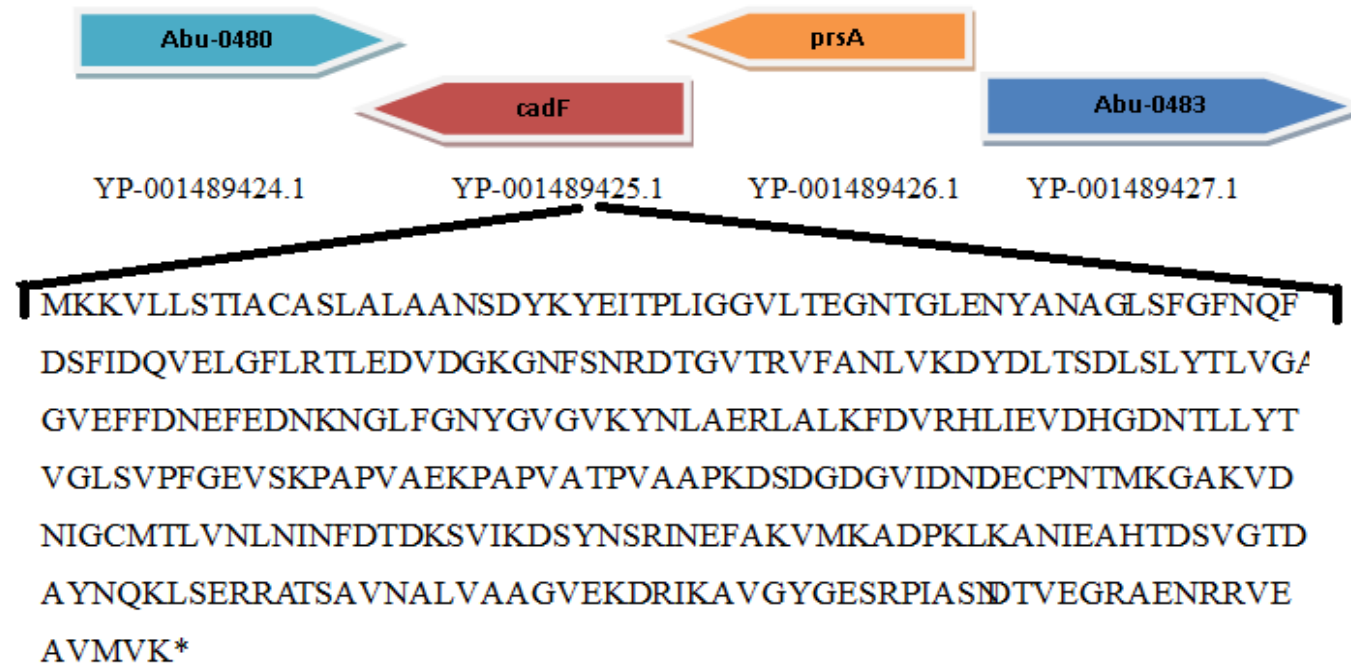 Abu-0480
prsA
cadF
Abu-0483
YP-001489424.1 YP-001489425.1 YP-001489426.1 YP-001489427.1
MKKVLLSTIACASLALAANSDYKYEITPLIGGVLTEGNTGLENYANAGLSFGFNQF
DSFIDQVELGFLRTLEDVDGKGNFSNRDTGVTRVFANLVKDYDLTSDLSLYTLVGA
GVEFFDNEFEDNKNGLFGNYGVGVKYNLAERLALKFDVRHLIEVDHGDNTLLYT
VGLSVPFGEVSKPAPVAEKPAPVATPVAAPKDSDGDGVIDNDECPNTMKGAKVD
NIGCMTLVNLNINFDTDKSVIKDSYNSRINEFAKVMKADPKLKANIEAHTDSVGTD
AYNQKLSERRATSAVNALVAAGVEKDRIKAVGYGESRPIASNDTVEGRAENRRVE
AVMVK*